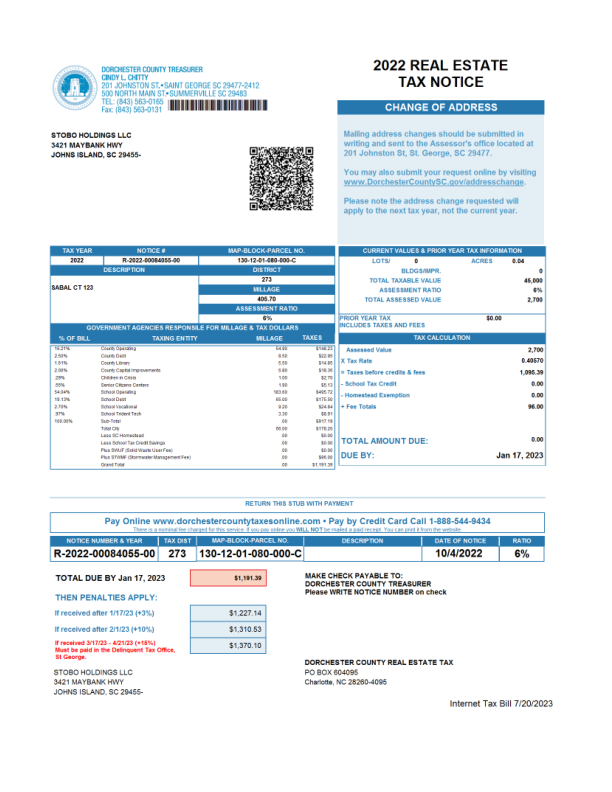 DORCHESTER COUNTY TREASURER
CINDY L. CHITTY
201 JOHNSTON ST.•SAINT GEORGE SC 29477-2412
500 NORTH MAIN ST.•SUMMERVILLE SC 29483
TEL: (843) 563-0165
Fax: (843) 563-0131
2022 REAL ESTATE
TAX NOTICE
CHANGE OF ADDRESS
Mailing address changes should be submitted in
writing and sent to the Assessor's office located at
201 Johnston St, St. George, SC 29477.
You may also submit your request online by visiting
www.DorchesterCountySC.gov/addresschange.
Please note the address change requested will
apply to the next tax year, not the current year.
STOBO HOLDINGS LLC
3421 MAYBANK HWY
JOHNS ISLAND, SC 29455-
TAX YEAR NOTICE # MAP-BLOCK-PARCEL NO.
2022 R-2022-00084055-00 130-12-01-080-000-C
DESCRIPTION DISTRICT
273
SABAL CT 123 MILLAGE
405.70
ASSESSMENT RATIO
6%
GOVERNMENT AGENCIES RESPONSILE FOR MILLAGE & TAX DOLLARS
% OF BILL TAXING ENTITY MILLAGE TAXES
16.21% County Operating 54.90 $148.23
County Debt 8.50 $22.95
County Library 5.50 $14.85
County Capital Improvements 6.80 $18.36
Children in Crisis 1.00 $2.70
Senior Citizens Centers 1.90 $5.13
54.04% School Operating $495.72
19.13% School Debt 65.00 $175.50
School Vocational 9.20 $24.84
School Trident Tech 3.30 $8.91
100.00% Sub-Total .00 $917.19
Total City 66.00 $178.20
Less SC Homestead .00 $0.00
Less School Tax Credit Savings .00 $0.00
Plus SWUF (Solid Waste User Fee) .00 $0.00
Plus STWMF (Stormwater Management Fee) .00 $96.00
Grand Total .00 $1,191.39
CURRENT VALUES & PRIOR YEAR TAX INFORMATION
LOTS/ 0 ACRES 0.04
BLDGS/IMPR. 0
TOTAL TAXABLE VALUE 45,000
ASSESSMENT RATIO 6%
TOTAL ASSESSED VALUE 2,700
PRIOR YEAR TAX $0.00
INCLUDES TAXES AND FEES
TAX CALCULATION
Assessed Value 2,700
X Tax Rate 0.40570
= Taxes before credits & fees 1,095.39
- School Tax Credit 0.00
- Homestead Exemption 0.00
+ Fee Totals 96.00
TOTAL AMOUNT DUE: 0.00
DUE BY: Jan 17, 2023
RETURN THIS STUB WITH PAYMENT
Pay Online www.dorchestercountytaxesonline.com • Pay by Credit Card Call 1-888-544-9434
There is a nominal fee charged for this service. If you pay online you WILL NOT be mailed a paid receipt. You can print it from the website.
NOTICE NUMBER & YEAR TAX DIST MAP-BLOCK-PARCEL NO. DESCRIPTION DATE OF NOTICE RATIO
R-2022-00084055-00 273 130-12-01-080-000-C 10/4/2022 6%
TOTAL DUE BY Jan 17, 2023 $1,191.39
THEN PENALTIES APPLY:
If received after 1/17/23 (+3%) $1,227.14
If received after 2/1/23 (+10%) $1,310.53
If received 3/17/23 - 4/21/23 (+15%) $1,370.10
Must be paid in the Delinquent Tax Office,
St George.
MAKE CHECK PAYABLE TO:
DORCHESTER COUNTY TREASURER
Please WRITE NOTICE NUMBER on check
STOBO HOLDINGS LLC
3421 MAYBANK HWY
JOHNS ISLAND, SC 29455-
DORCHESTER COUNTY REAL ESTATE TAX
PO BOX 604095
Charlotte, NC 28260-4095
Internet Tax Bill 7/20/2023